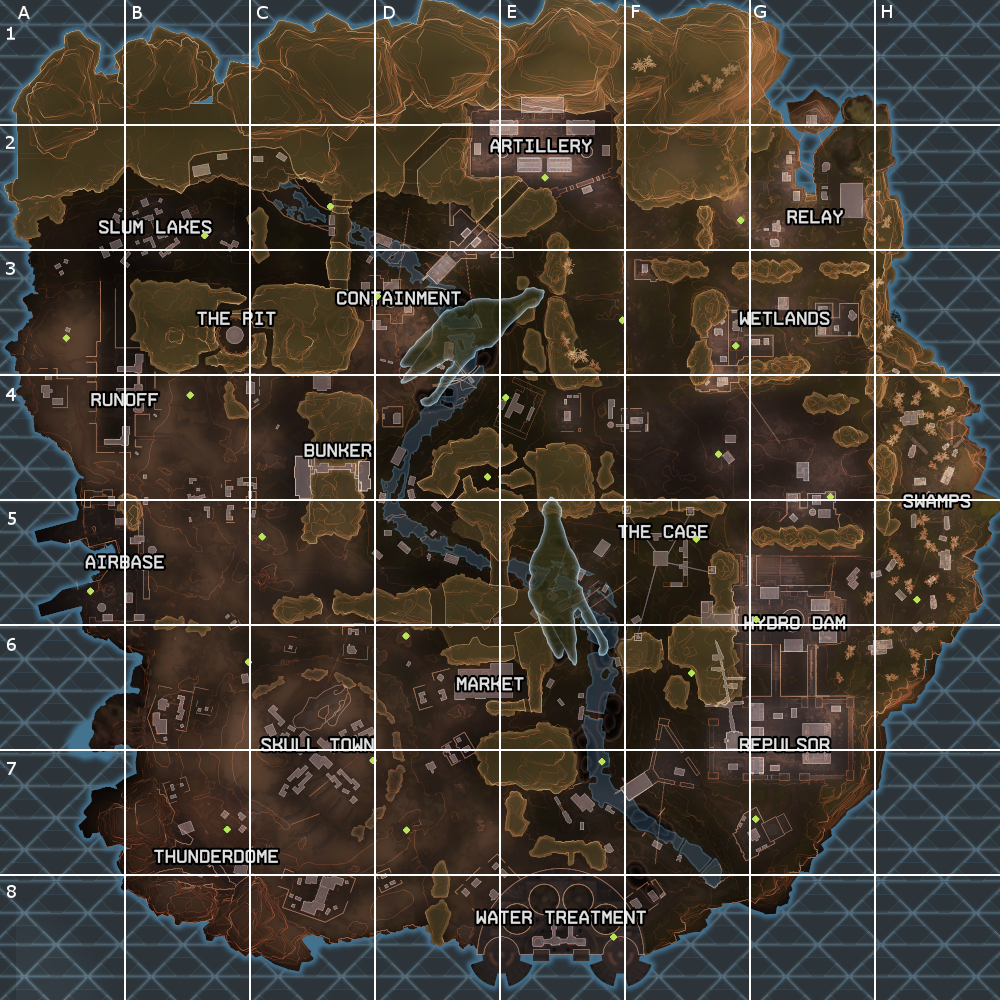 A B C D E F G H
1
2
ARTILLERY
SLUM LAKES
RELAY
3
CONTAINMENT
THE PIT
WETLANDS
4
RUNOFF
BUNKER
SWAMPS
5
THE CAGE
AIRBASE
HYDRO DAM
6
MARKET
SKULL TOWN
REPULSOR
7
THUNDERDOME
8
WATER TREATMENT